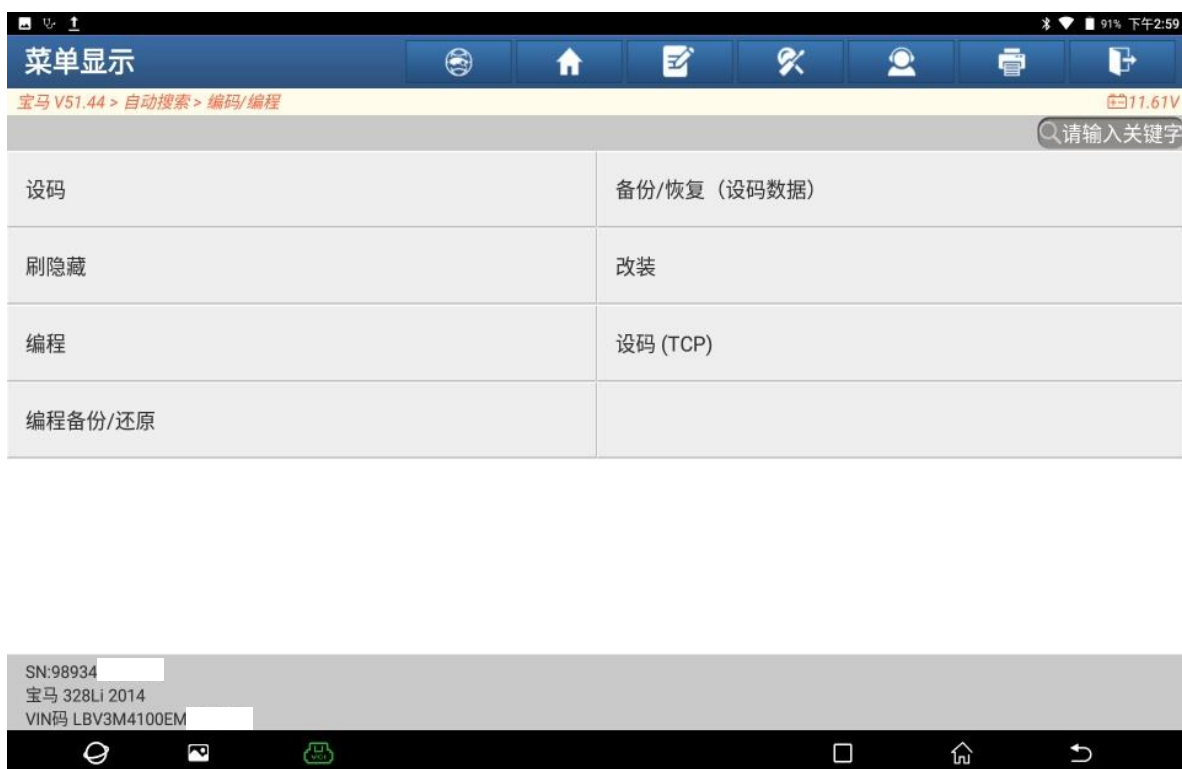 91% 下午2:59
菜单显示
宝马 V51.44 > 自动搜索 > 编码/编程 11.61V
请输入关键字
设码 备份/恢复（设码数据）
刷隐藏 改装
编程 设码 (TCP)
编程备份/还原
SN:98934
宝马 328Li 2014
VIN码 LBV3M4100EM
VCI